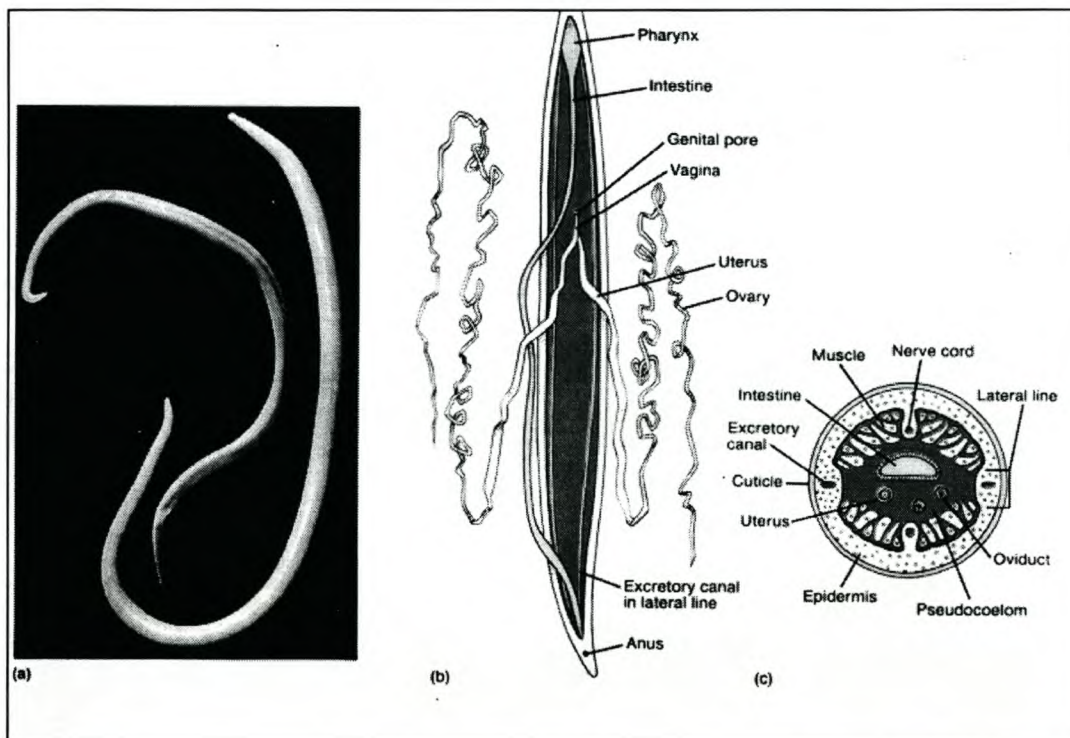 Pharynx
Intestine
Genital pore
Vagina
Uterus
Ovary
Excretory canal
in lateral line
Anus
Muscle
Nerve cord
Intestine
Lateral line
Excretory
canal
Cuticle
Uterus
Oviduct
Epidermis
Pseudocoelom
(a)
(b)
(c)